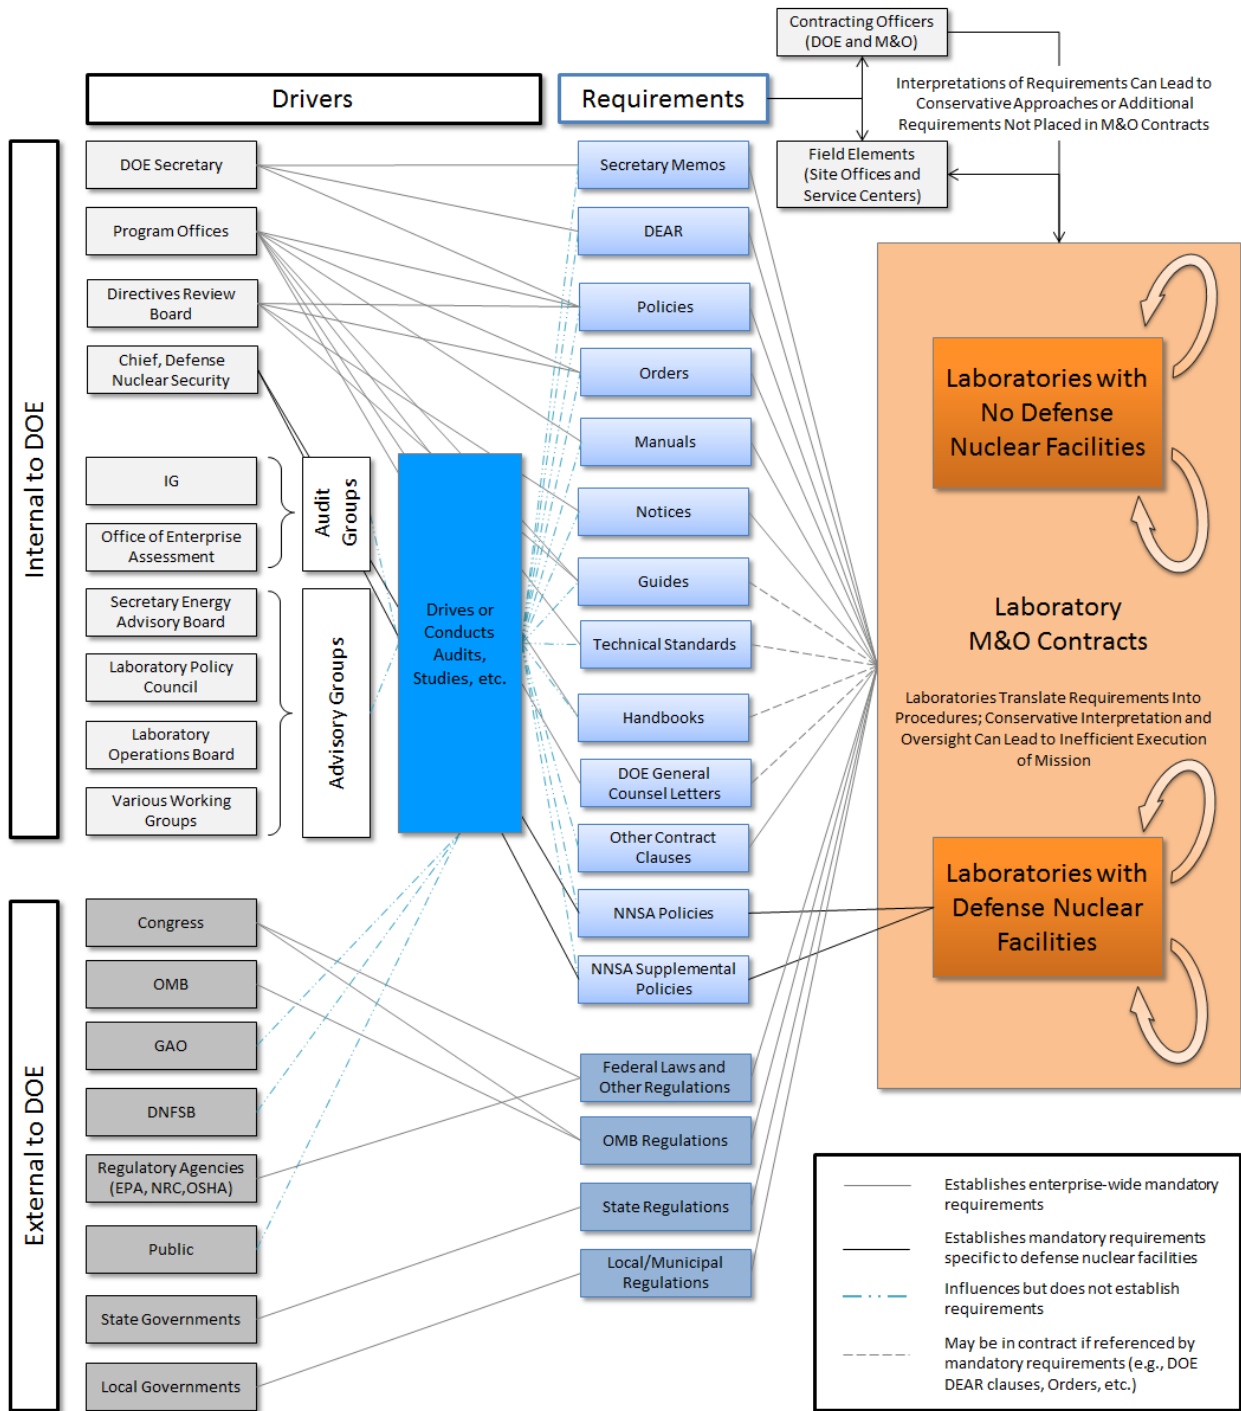 Contracting Officers
(DOE and M&O)
Drivers
Requirements
Interpretations of Requirements Can Lead to
Conservative Approaches or Additional
Requirements Not Placed in M&O Contracts
Field Elements
(Site Offices and
Service Centers)
Internal to DOE
DOE Secretary
Program Offices
Directives Review
Board
Chief, Defense
Nuclear Security
IG
Office of Enterprise
Assessment
Secretary Energy
Advisory Board
Laboratory Policy
Council
Laboratory
Operations Board
Various Working
Groups
Audit
Groups
Advisory Groups
Drives or
Conducts
Audits,
Studies, etc.
Secretary Memos
DEAR
Policies
Orders
Manuals
Notices
Guides
Technical Standards
Handbooks
DOE General
Counsel Letters
Other Contract
Clauses
NNSA Policies
NNSA Supplemental
Policies
Laboratories with
No Defense
Nuclear Facilities
Laboratory
M&O Contracts
Laboratories Translate Requirements Into
Procedures; Conservative Interpretation and
Oversight Can Lead to Inefficient Execution
of Mission
Laboratories with
Defense Nuclear
Facilities
External to DOE
Congress
OMB
GAO
DNFSB
Regulatory Agencies
(EPA, NRC,OSHA)
Public
State Governments
Local Governments
Federal Laws and
Other Regulations
OMB Regulations
State Regulations
Local/Municipal
Regulations
Establishes enterprise-wide mandatory
requirements
Establishes mandatory requirements
specific to defense nuclear facilities
Influences but does not establish
requirements
May be in contract if referenced by
mandatory requirements (e.g., DOE
DEAR clauses, Orders, etc.)